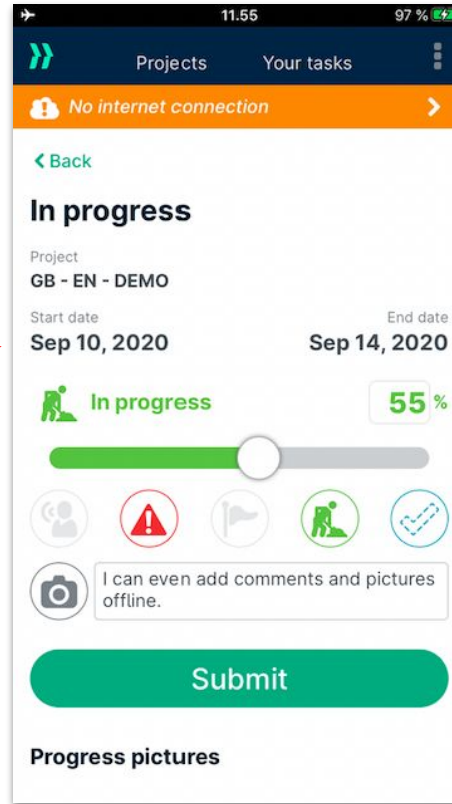 11.55
97 %
Projects
Your tasks
No internet connection
Back
In progress
Project
GB - EN - DEMO
Start date
End date
Sep 10, 2020
Sep 14, 2020
In progress
55 %
I can even add comments and pictures
offline.
Submit
Progress pictures